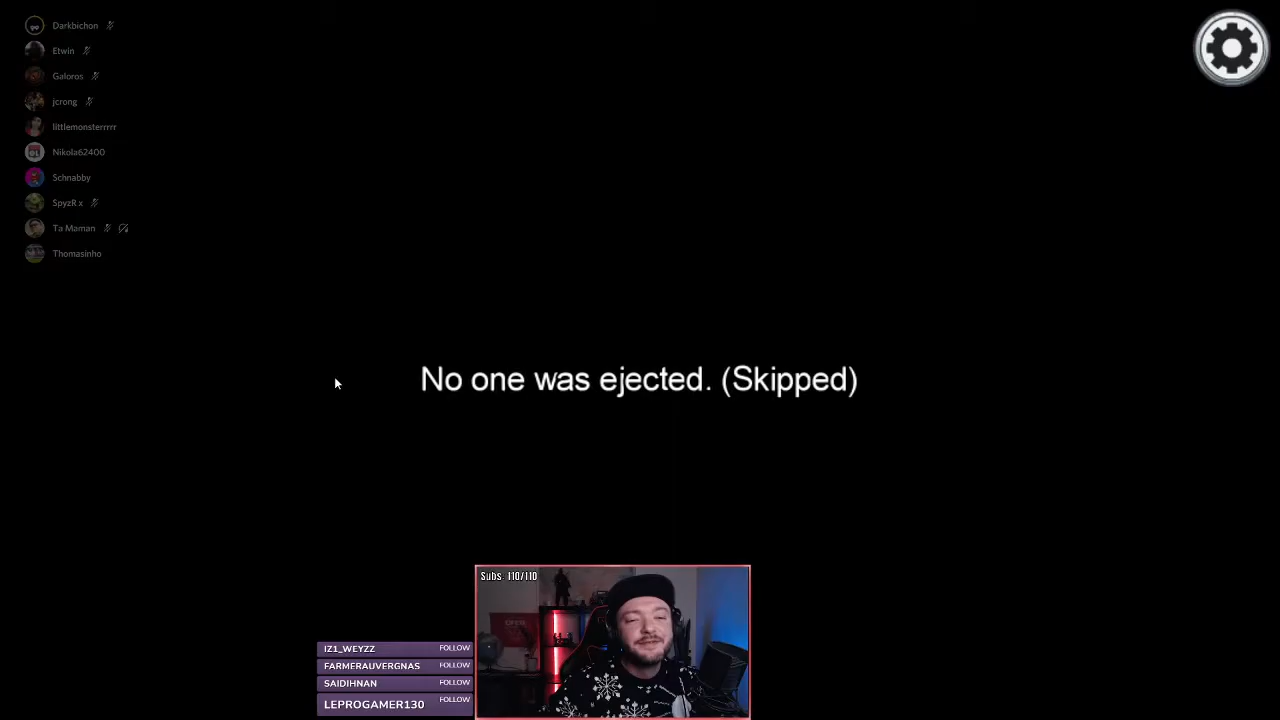 Darkbichon
Etwin
Galoros
jcrong
littlemonsterrrrr
Nikola62400
Schnabby
SpyzR.x
Ta Maman
Thomasinho
No one was ejected. (Skipped)
Subs 110/110
IZ1_WEYZZ FOLLOW
FARMERAUVERGNAS FOLLOW
SAIDIHNAN FOLLOW
LEPROGAMER130 FOLLOW